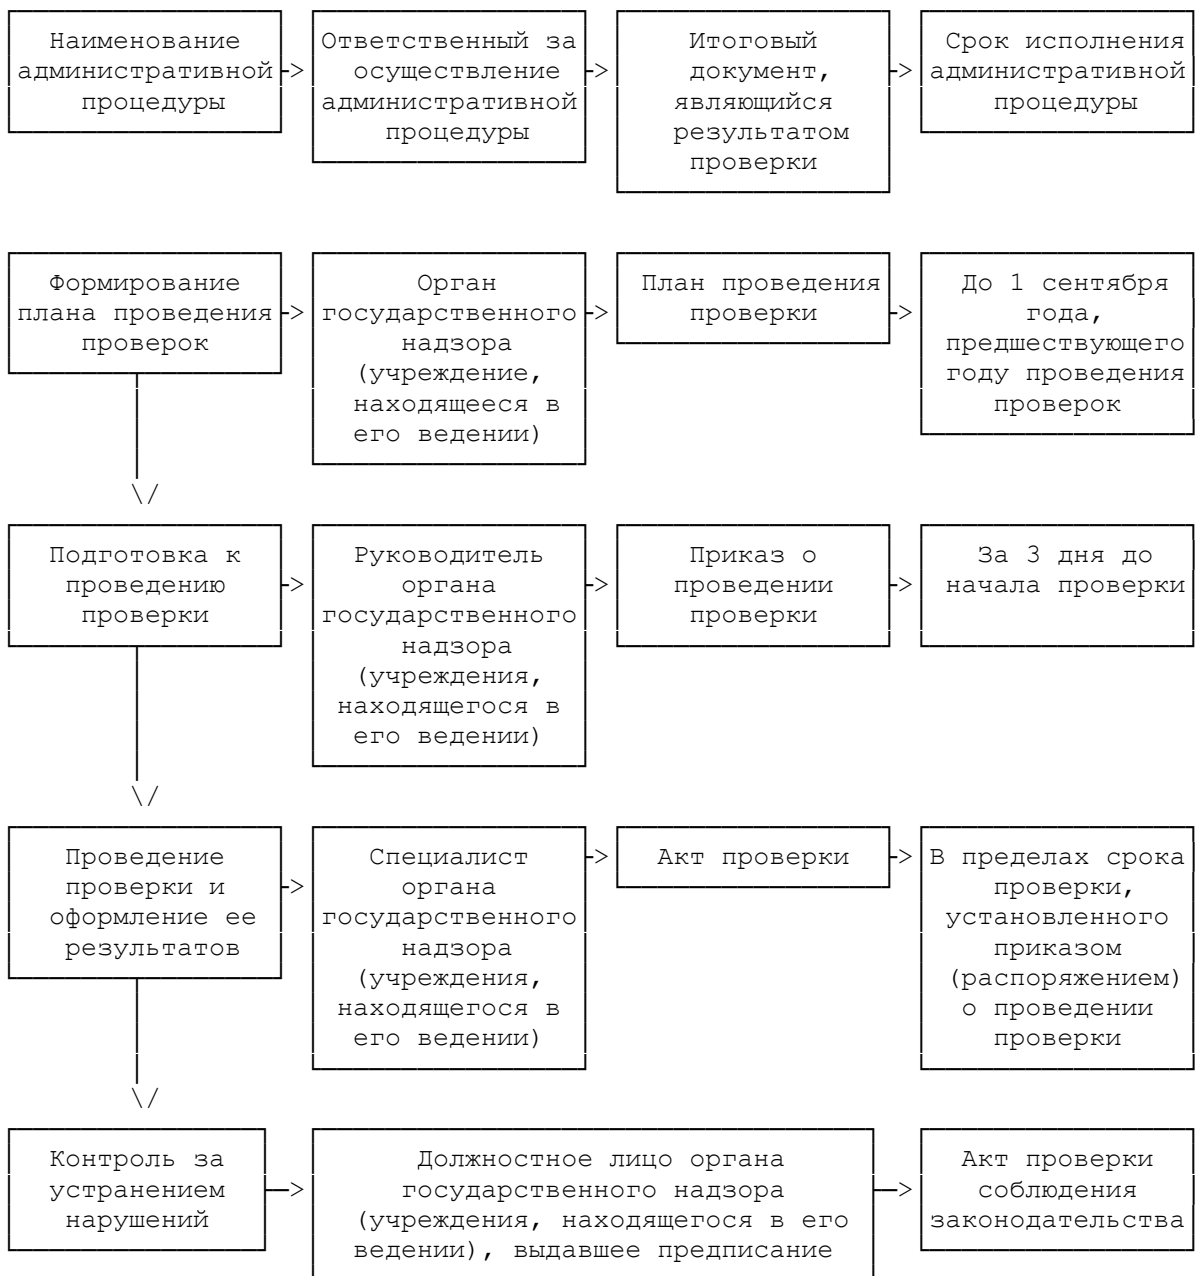 Наименование
административной
процедуры
Ответственный за
осуществление
административной
процедуры
Итоговый
документ,
являющийся
результатом
проверки
Срок исполнения
административной
процедуры
Формирование
плана проведения
проверок
Орган
государственного
надзора
(учреждение,
находящееся в
его ведении)
План проведения
проверки
До 1 сентября
года,
предшествующего
году проведения
проверок
Подготовка к
проведению
проверки
Руководитель
органа
государственного
надзора
(учреждения,
находящегося в
его ведении)
Приказ о
проведении
проверки
За 3 дня до
начала проверки
Проведение
проверки и
оформление ее
результатов
Специалист
органа
государственного
надзора
(учреждения,
находящегося в
его ведении)
Акт проверки
В пределах срока
проверки,
установленного
приказом
(распоряжением)
о проведении
проверки
Контроль за
устранением
нарушений
Должностное лицо органа
государственного надзора
(учреждения, находящегося в его
ведении), выдавшее предписание
Акт проверки
соблюдения
законодательства